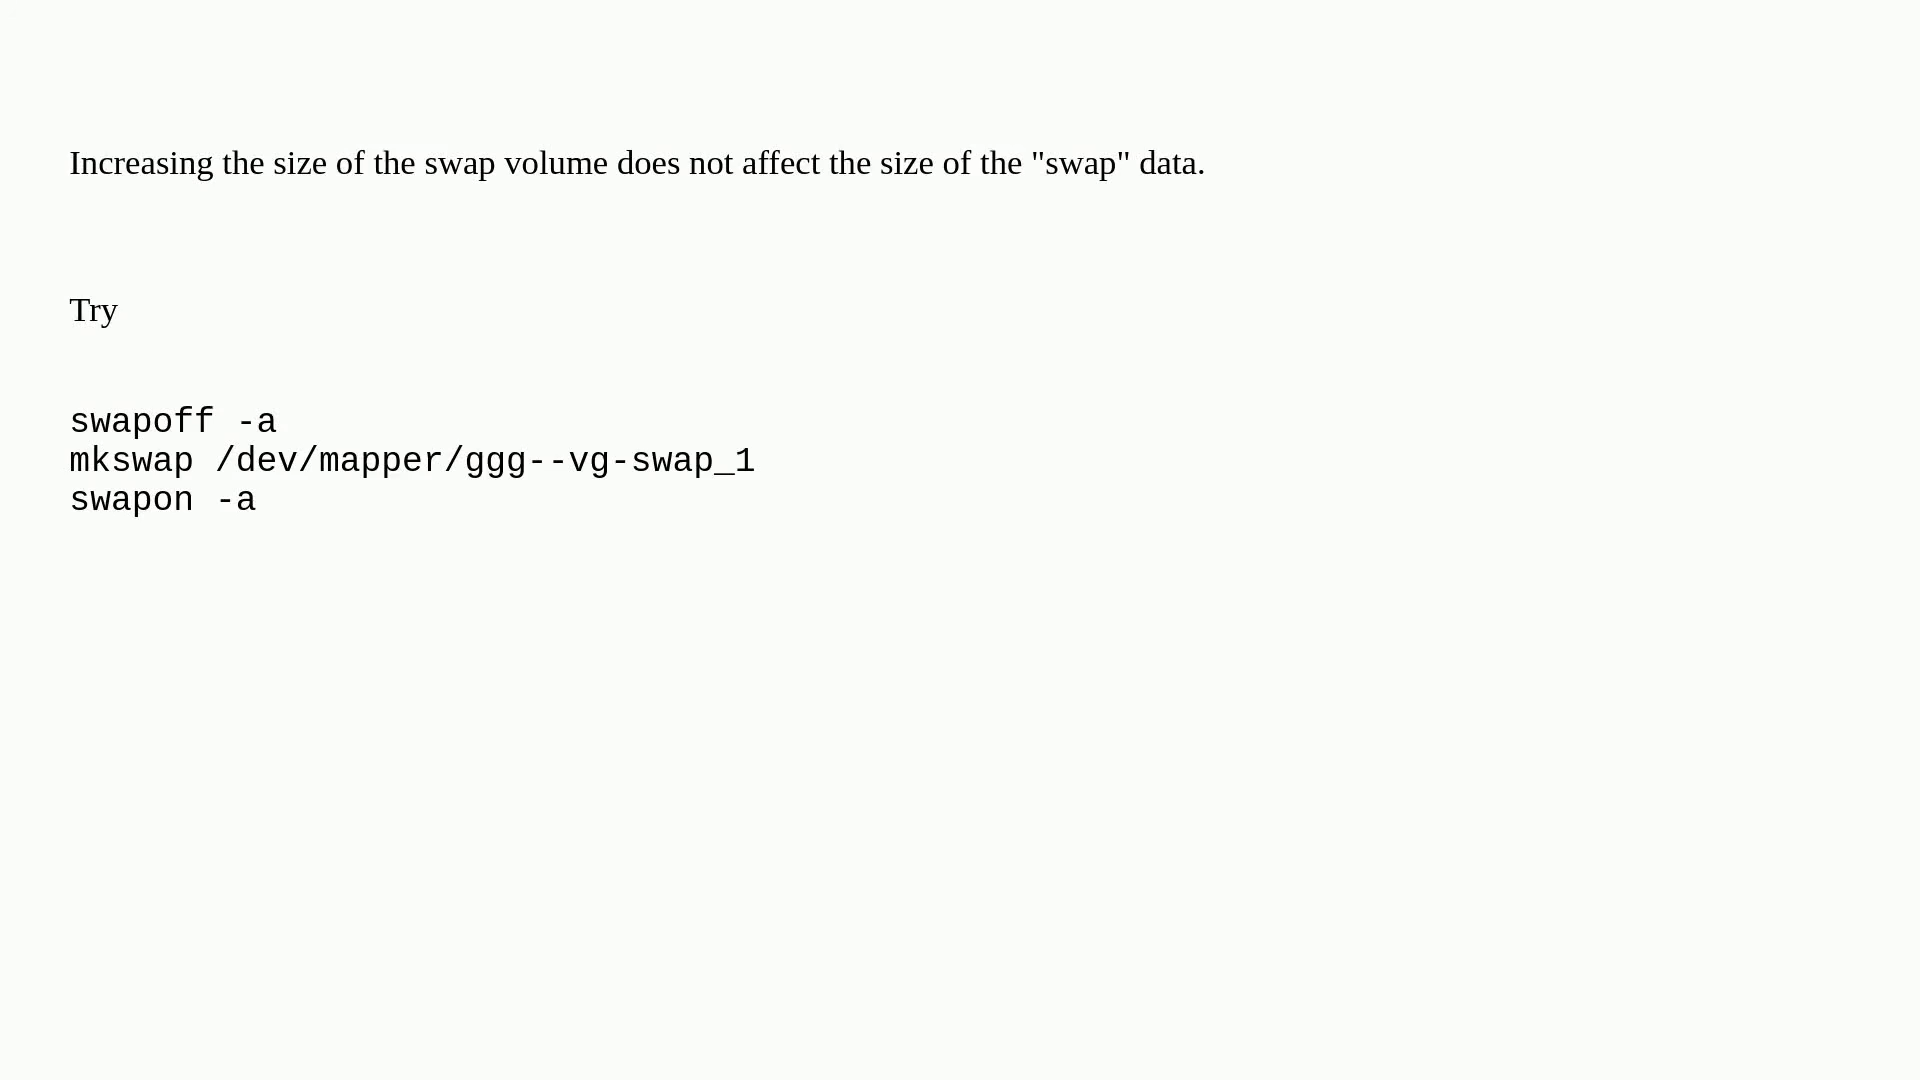 Increasing the size of the swap volume does not affect the size of the "swap" data.
Try
swapoff -a
mkswap /dev/mapper/ggg--vg-swap_1
swapon -a